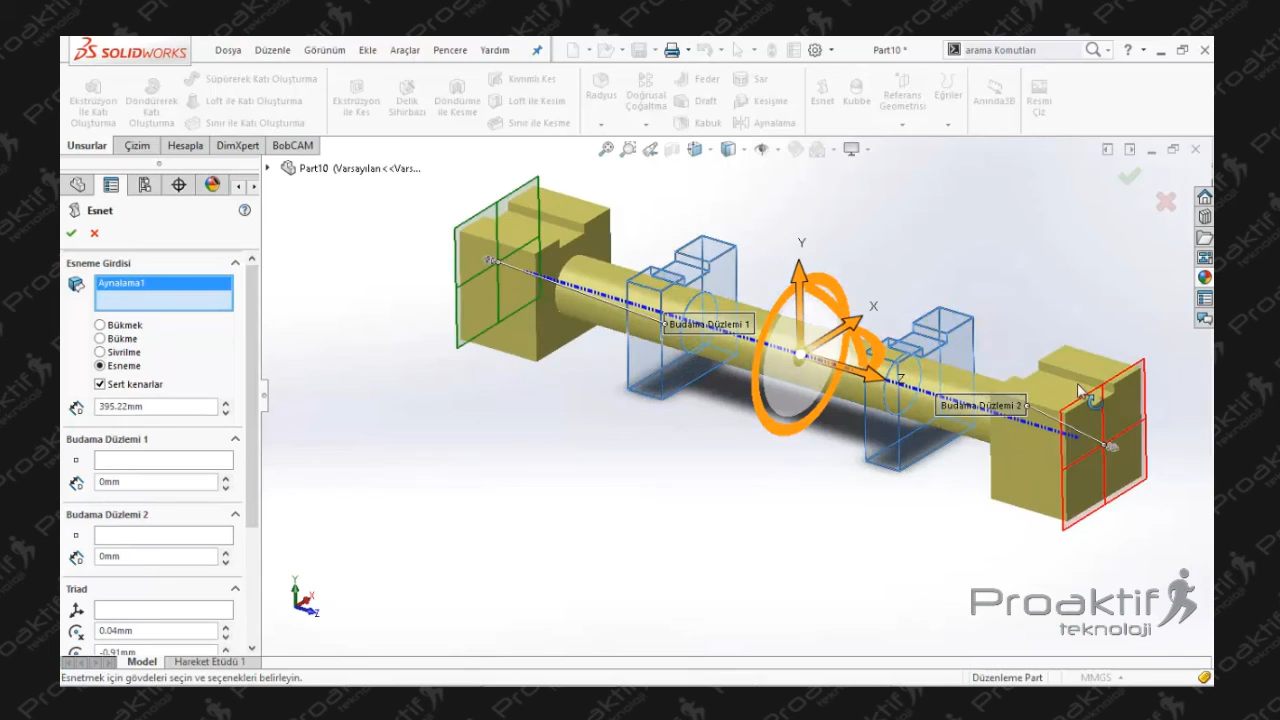 SOLIDWORKS
Dosya Düzenle Görünüm Ekle Araçlar Pencere Yardım
Part10 *
arama Komutları
Ekstrüzyon ile Katı Oluşturma
Döndürerek Katı Oluşturma
Süpürerek Katı Oluşturma
Loft ile Katı Oluşturma
Sınır ile Katı Oluşturma
Ekstrüzyon ile Kes
Delik Sihirbazı
Döndürme ile Kesme
Kıvrımlı Kes
Loft ile Kesim
Sınır ile Kesme
Radyus
Doğrusal Çoğaltma
Feder
Draft
Kabuk
Sar
Kesişme
Aynalama
Esnet
Kubbe
Referans Geometrisi
Eğriler
Anında3B
Resmi Çiz
Unsurlar Çizim Hesapla DimXpert BobCAM
Part10 (Varsayılan<<Vars...
Esnet
Esneme Girdisi
Aynalama1
Bükmek
Bükme
Sivrilme
Esneme
Sert kenarlar
395.22mm
Budama Düzlemi 1
0mm
Budama Düzlemi 2
0mm
Triad
0.04mm
-0.91mm
Y
X
Z
Budama Düzlemi 1
Budama Düzlemi 2
Y
X
Z
Proaktif
teknoloji
Model Hareket Etüdü 1
Esnetmek için gövdeleri seçin ve seçenekleri belirleyin.
Düzenleme Part
MMGS